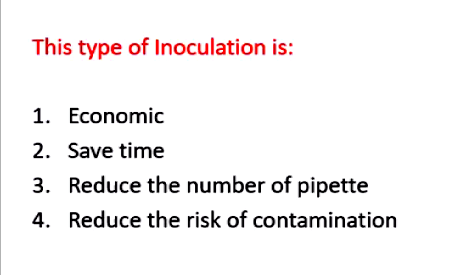 This type of Inoculation is:
1. Economic
2. Save time
3. Reduce the number of pipette
4. Reduce the risk of contamination